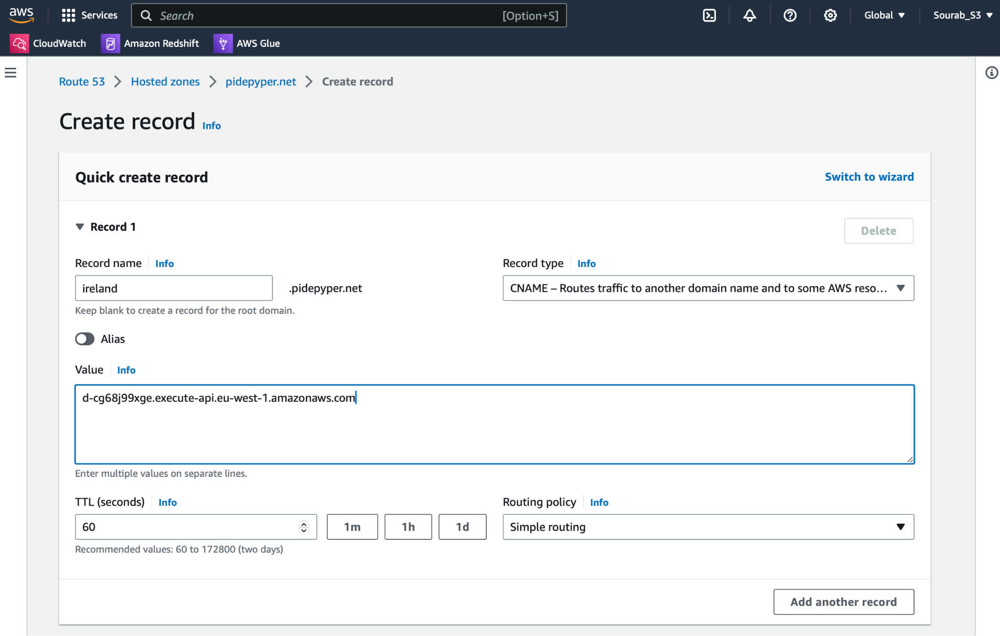 aws
Services
Search
[Option+S]
Global
Sourab_S3
CloudWatch
Amazon Redshift
AWS Glue
Route 53
Hosted zones
pidepyper.net
Create record
Create record
Info
Quick create record
Switch to wizard
Record 1
Delete
Record name
Info
Record type
Info
ireland
.pidepyper.net
CNAME – Routes traffic to another domain name and to some AWS reso...
Keep blank to create a record for the root domain.
Alias
Value
Info
d-cg68j99xge.execute-api.eu-west-1.amazonaws.com
Enter multiple values on separate lines.
TTL (seconds)
Info
Routing policy
Info
60
1m
1h
1d
Simple routing
Recommended values: 60 to 172800 (two days)
Add another record